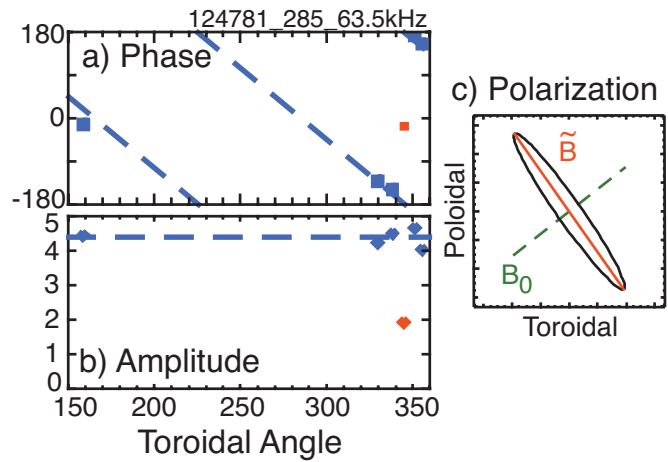 124781_285_63.5kHz
180
a) Phase
0
-180
5
4
3
2
1
0
b) Amplitude
150
200
250
300
350
Toroidal Angle
c) Polarization
B̃
B₀
Poloidal
Toroidal